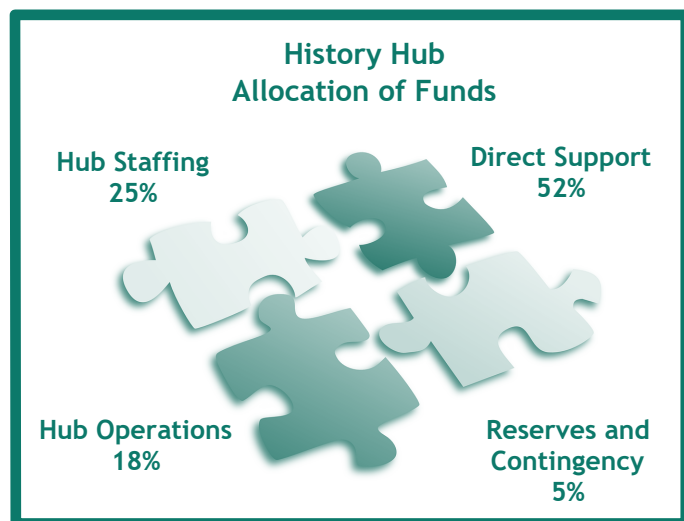 History Hub
Allocation of Funds
Hub Staffing
25%
Direct Support
52%
Hub Operations
18%
Reserves and
Contingency
5%